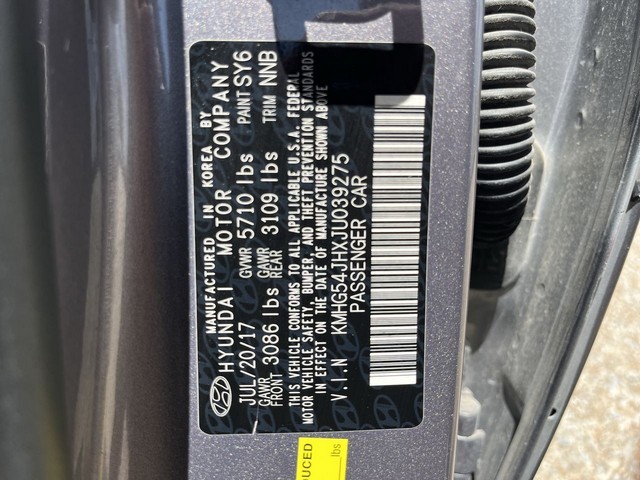 MANUFACTURED IN KOREA BY
HYUNDAI MOTOR COMPANY
JUL/20/17 GVWR 5710 lbs PAINT SY6
GAWR FRONT 3086 lbs GAWR REAR 3109 lbs TRIM NNB
THIS VEHICLE CONFORMS TO ALL APPLICABLE U.S.A. FEDERAL
MOTOR VEHICLE SAFETY, BUMPER, AND THEFT PREVENTION STANDARDS
IN EFFECT ON THE DATE OF MANUFACTURE SHOWN ABOVE
V.I.N KMHG54JHXJU039275
PASSENGER CAR
DUCED
lbs